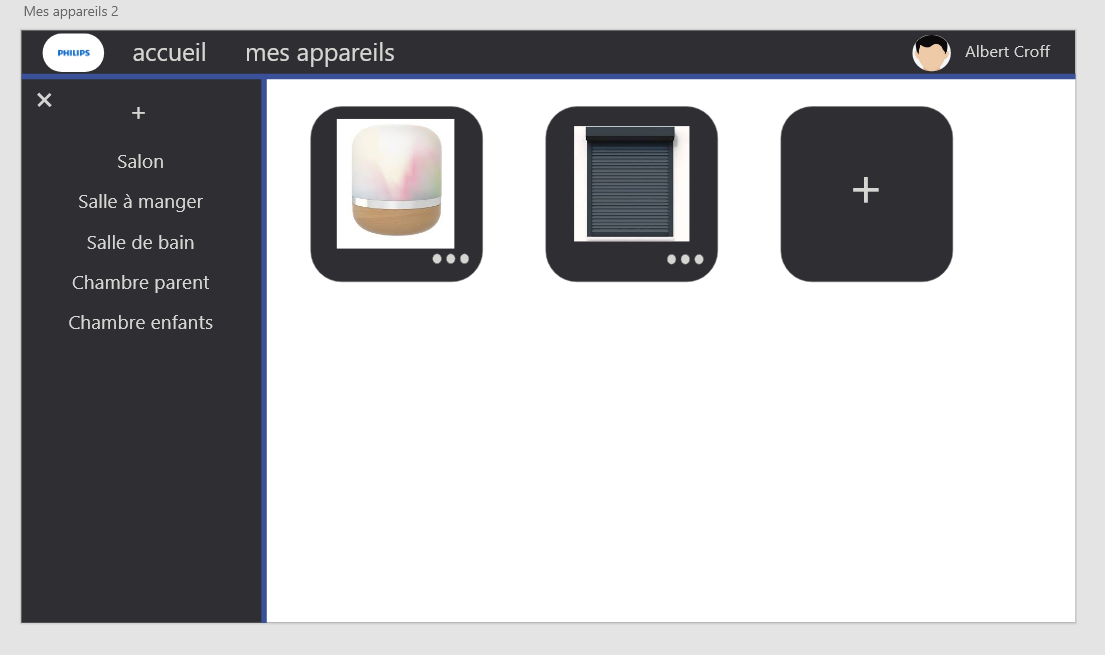 Mes appareils 2
PHILIPS
accueil
mes appareils
Albert Croff
×
+
Salon
Salle à manger
Salle de bain
Chambre parent
Chambre enfants
+